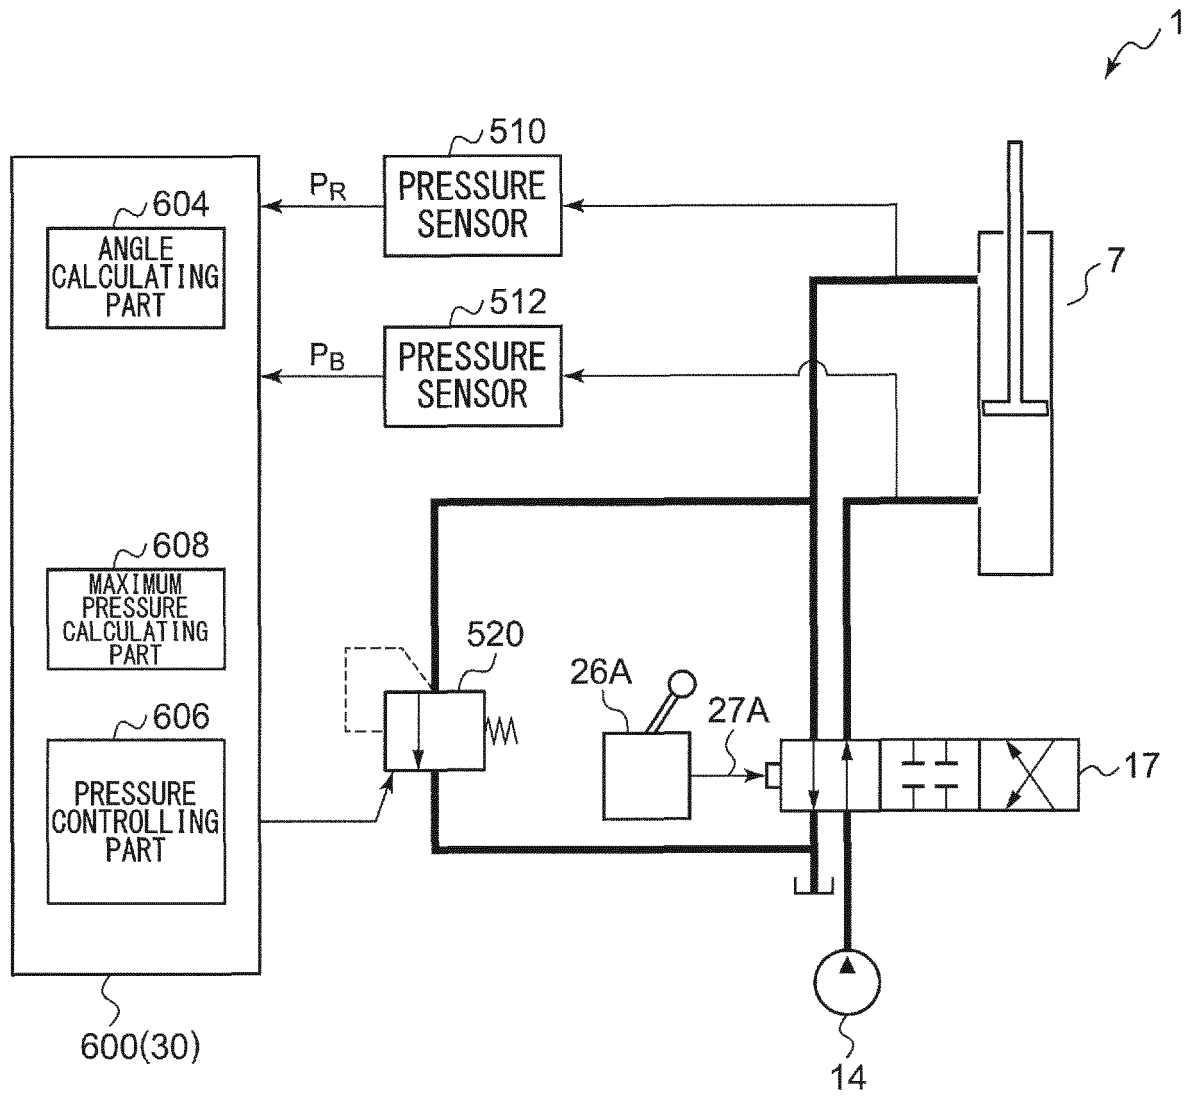 1
510
PRESSURE
SENSOR
PR
604
ANGLE
CALCULATING
PART
7
512
PRESSURE
SENSOR
PB
608
MAXIMUM
PRESSURE
CALCULATING
PART
520
26A
27A
606
PRESSURE
CONTROLLING
PART
17
600(30)
14